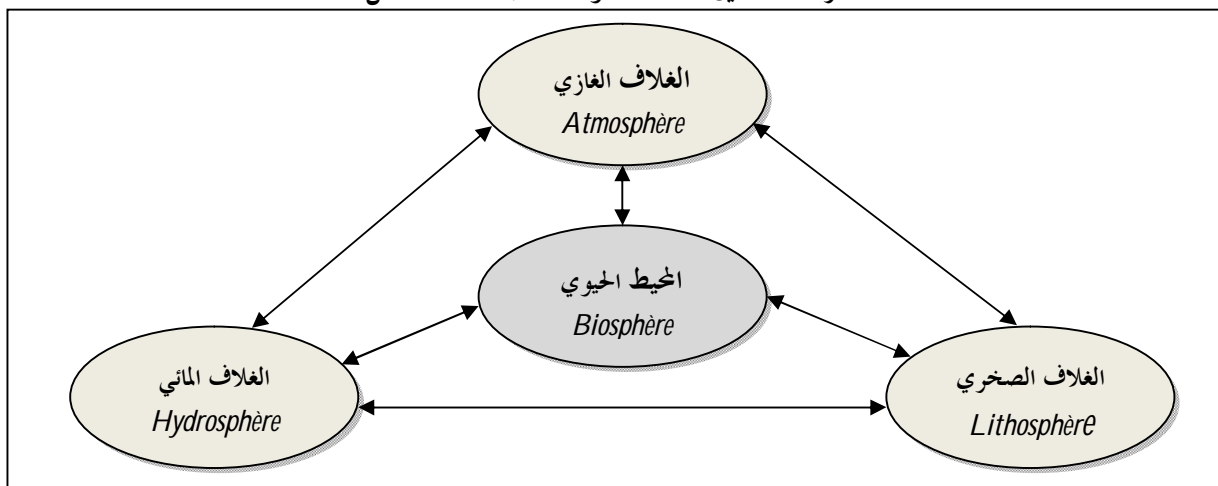 الغلاف الغازي
Atmosphère
المحيط الحيوي
Biosphère
الغلاف المائي
Hydrosphère
الغلاف الصخري
Lithosphère